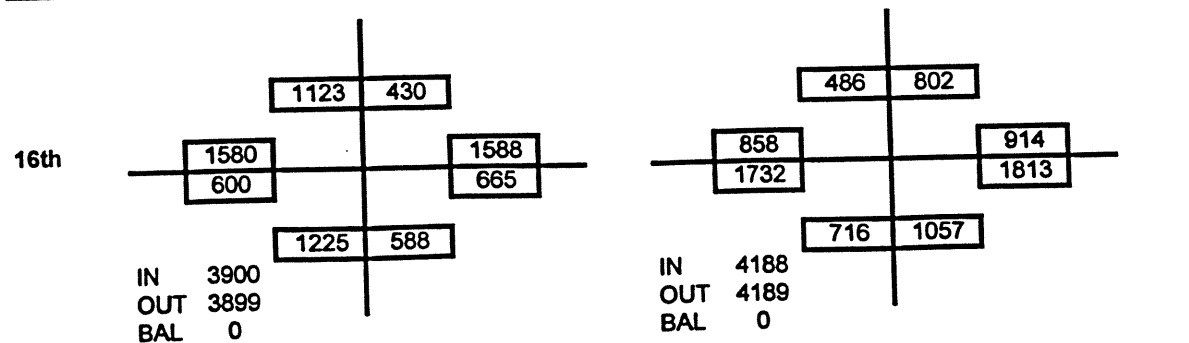 1123 430
1580 1588
600 665
1225 588
16th
IN 3900
OUT 3899
BAL 0
486 802
858 914
1732 1813
716 1057
IN 4188
OUT 4189
BAL 0